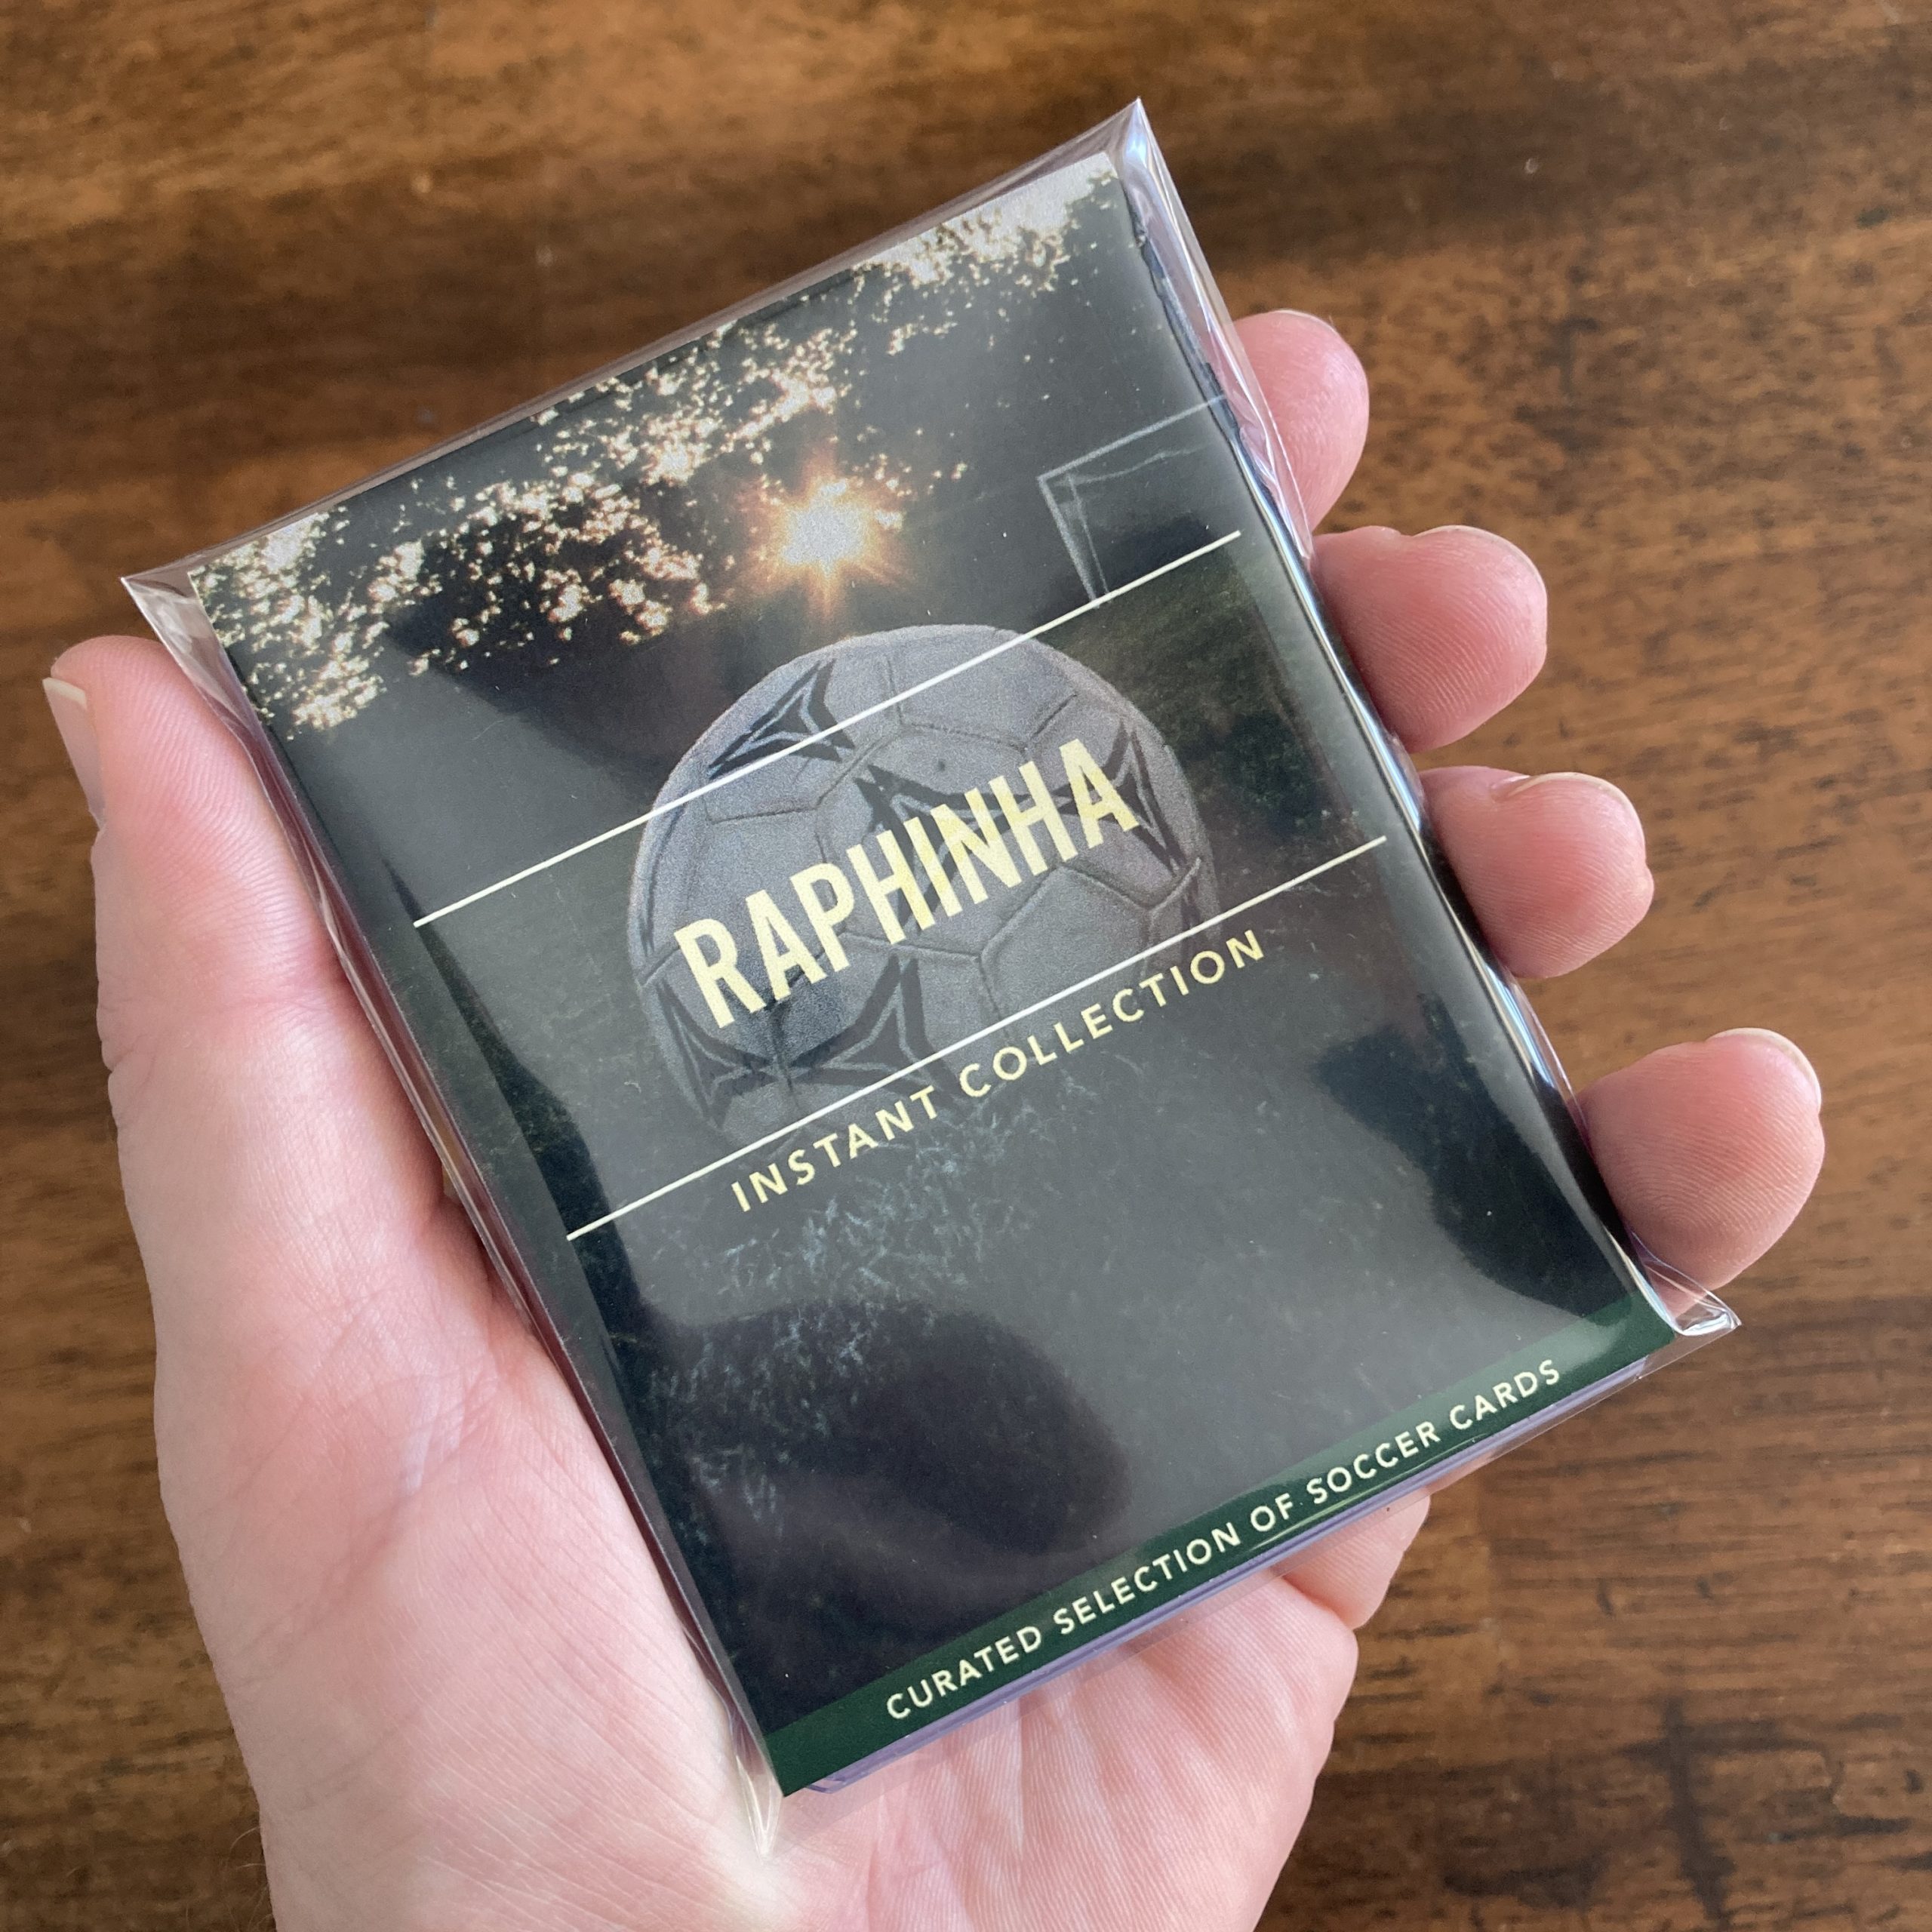 RAPHINHA
INSTANT COLLECTION
CURATED SELECTION OF SOCCER CARDS